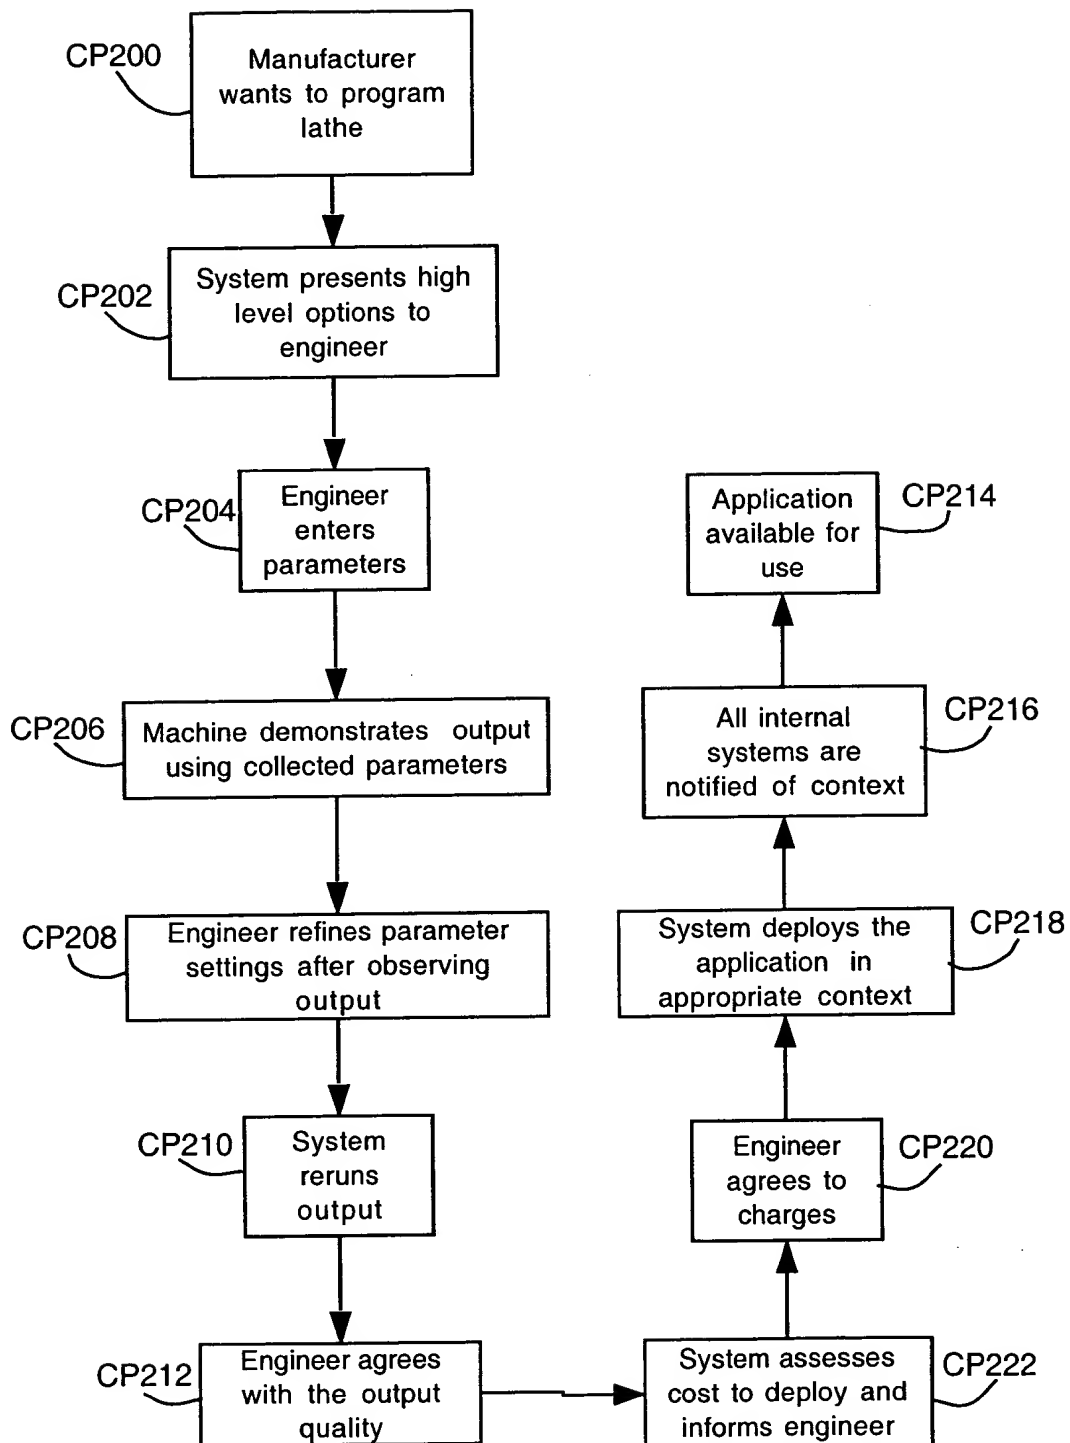 CP200
Manufacturer
wants to program
lathe
CP202
System presents high
level options to
engineer
CP204
Engineer
enters
parameters
CP206
Machine demonstrates output
using collected parameters
CP208
Engineer refines parameter
settings after observing
output
CP210
System
reruns
output
CP212
Engineer agrees
with the output
quality
System assesses
cost to deploy and
informs engineer
CP222
Engineer
agrees to
charges
CP220
System deploys the
application in
appropriate context
CP218
All internal
systems are
notified of context
CP216
Application
available for
use
CP214